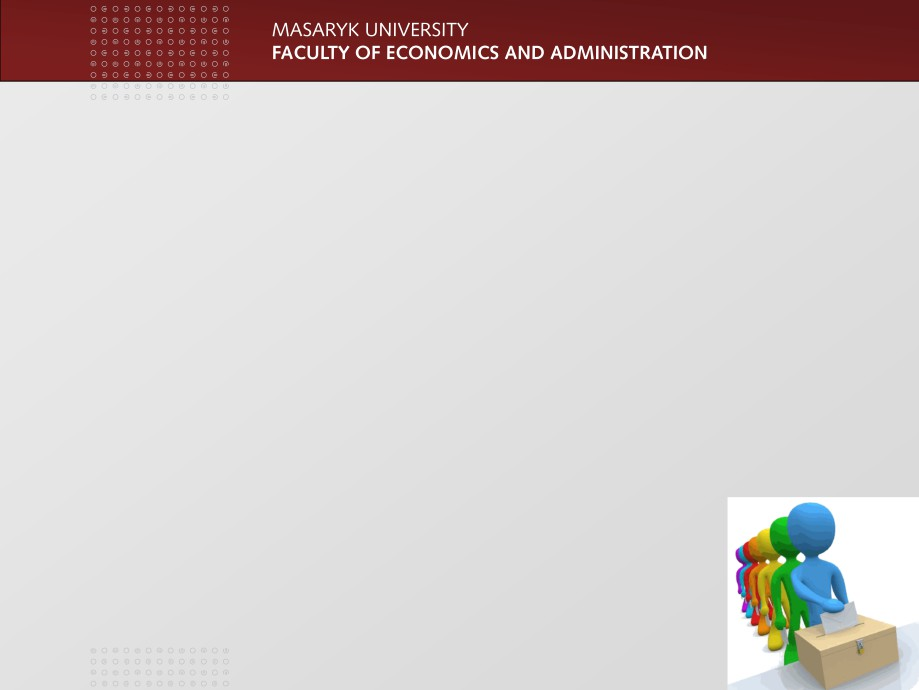 MASARYK UNIVERSITY
FACULTY OF ECONOMICS AND ADMINISTRATION